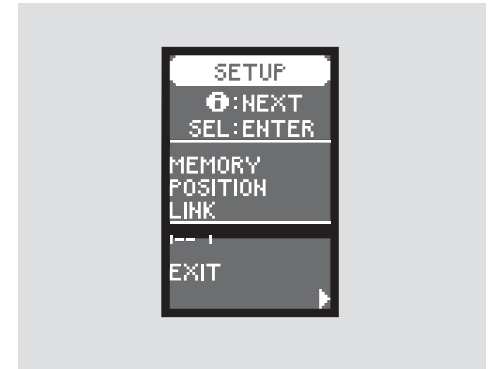 SETUP
ⓘ:NEXT
SEL:ENTER
MEMORY
POSITION
LINK
EXIT